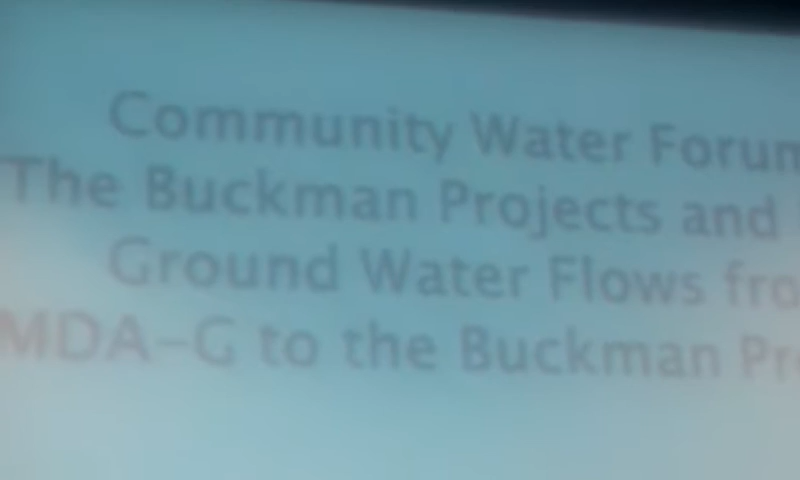 Community Water Forum
The Buckman Projects and
Ground Water Flows fro
MDA-G to the Buckman Pr